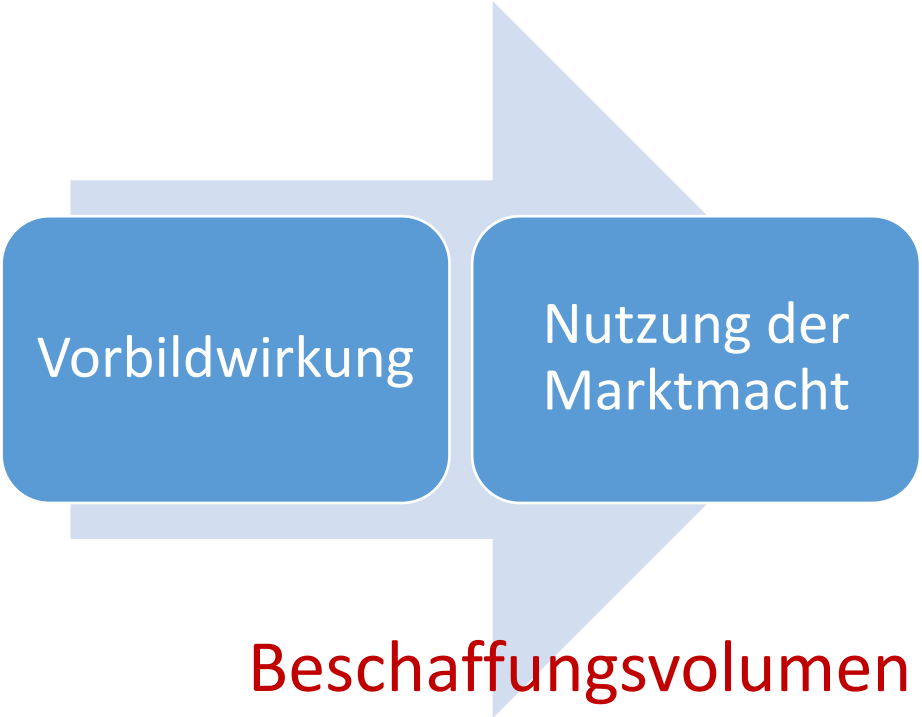 Vorbildwirkung
Nutzung der
Marktmacht
Beschaffungsvolumen